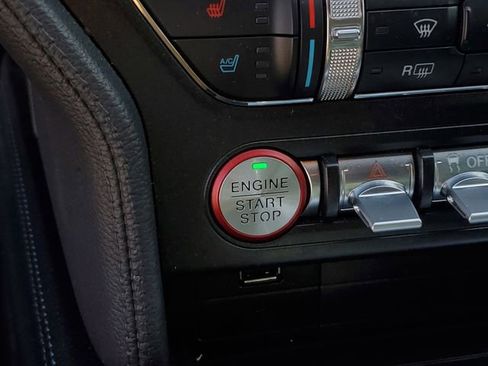 A/C
R
ENGINE
START
STOP
OFF